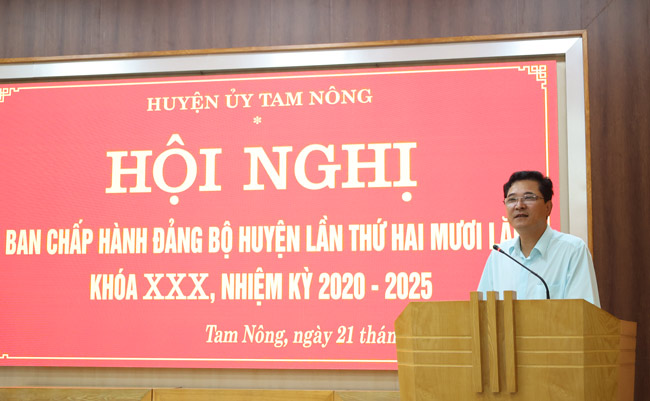 HUYỆN ỦY TAM NÔNG
*
HỘI NGHỊ
BAN CHẤP HÀNH ĐẢNG BỘ HUYỆN LẦN THỨ HAI MƯƠI
KHÓA XXX, NHIỆM KỲ 2020 - 2025
Tam Nông, ngày 21